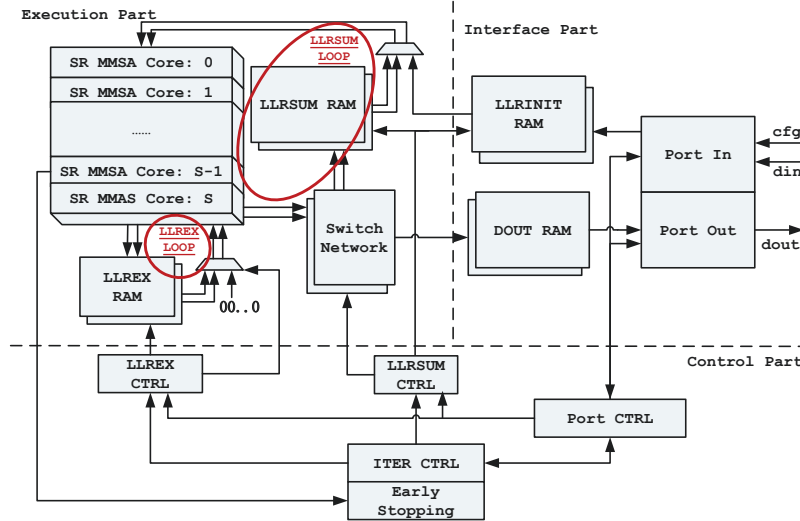 Execution Part
Interface Part
LLRSUM
LOOP
SR MMSA Core: 0
SR MMSA Core: 1
......
SR MMSA Core: S-1
SR MMAS Core: S
LLRSUM RAM
LLRINIT
RAM
cfg
Port In
din
Port Out
dout
DOUT RAM
Switch
Network
LLREX
LOOP
LLREX
RAM
00..0
Control Part
LLREX
CTRL
LLRSUM
CTRL
Port CTRL
ITER CTRL
Early
Stopping